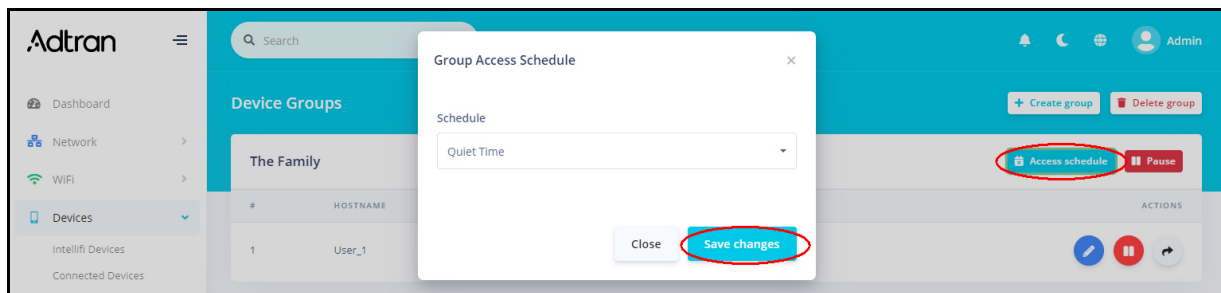 Adtran
Search
Admin
Group Access Schedule
Dashboard
Device Groups
+ Create group
Delete group
Schedule
Network
Quiet Time
The Family
Access schedule
Pause
WiFi
Devices
#
HOSTNAME
ACTIONS
Close
Save changes
Intellifi Devices
1
User_1
Connected Devices